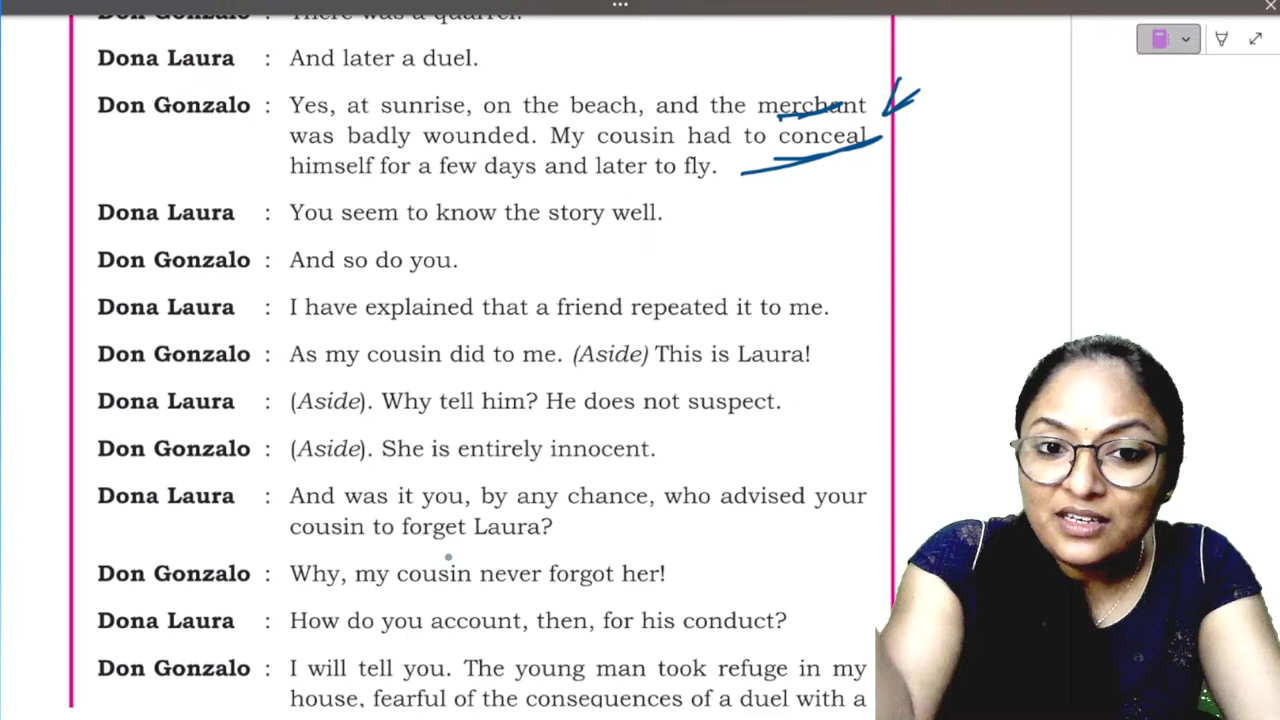 Don Gonzalo : There was a quarrel.
Dona Laura : And later a duel.
Don Gonzalo : Yes, at sunrise, on the beach, and the merchant
was badly wounded. My cousin had to conceal
himself for a few days and later to fly.
Dona Laura : You seem to know the story well.
Don Gonzalo : And so do you.
Dona Laura : I have explained that a friend repeated it to me.
Don Gonzalo : As my cousin did to me. (Aside) This is Laura!
Dona Laura : (Aside). Why tell him? He does not suspect.
Don Gonzalo : (Aside). She is entirely innocent.
Dona Laura : And was it you, by any chance, who advised your
cousin to forget Laura?
Don Gonzalo : Why, my cousin never forgot her!
Dona Laura : How do you account, then, for his conduct?
Don Gonzalo : I will tell you. The young man took refuge in my
house, fearful of the consequences of a duel with a